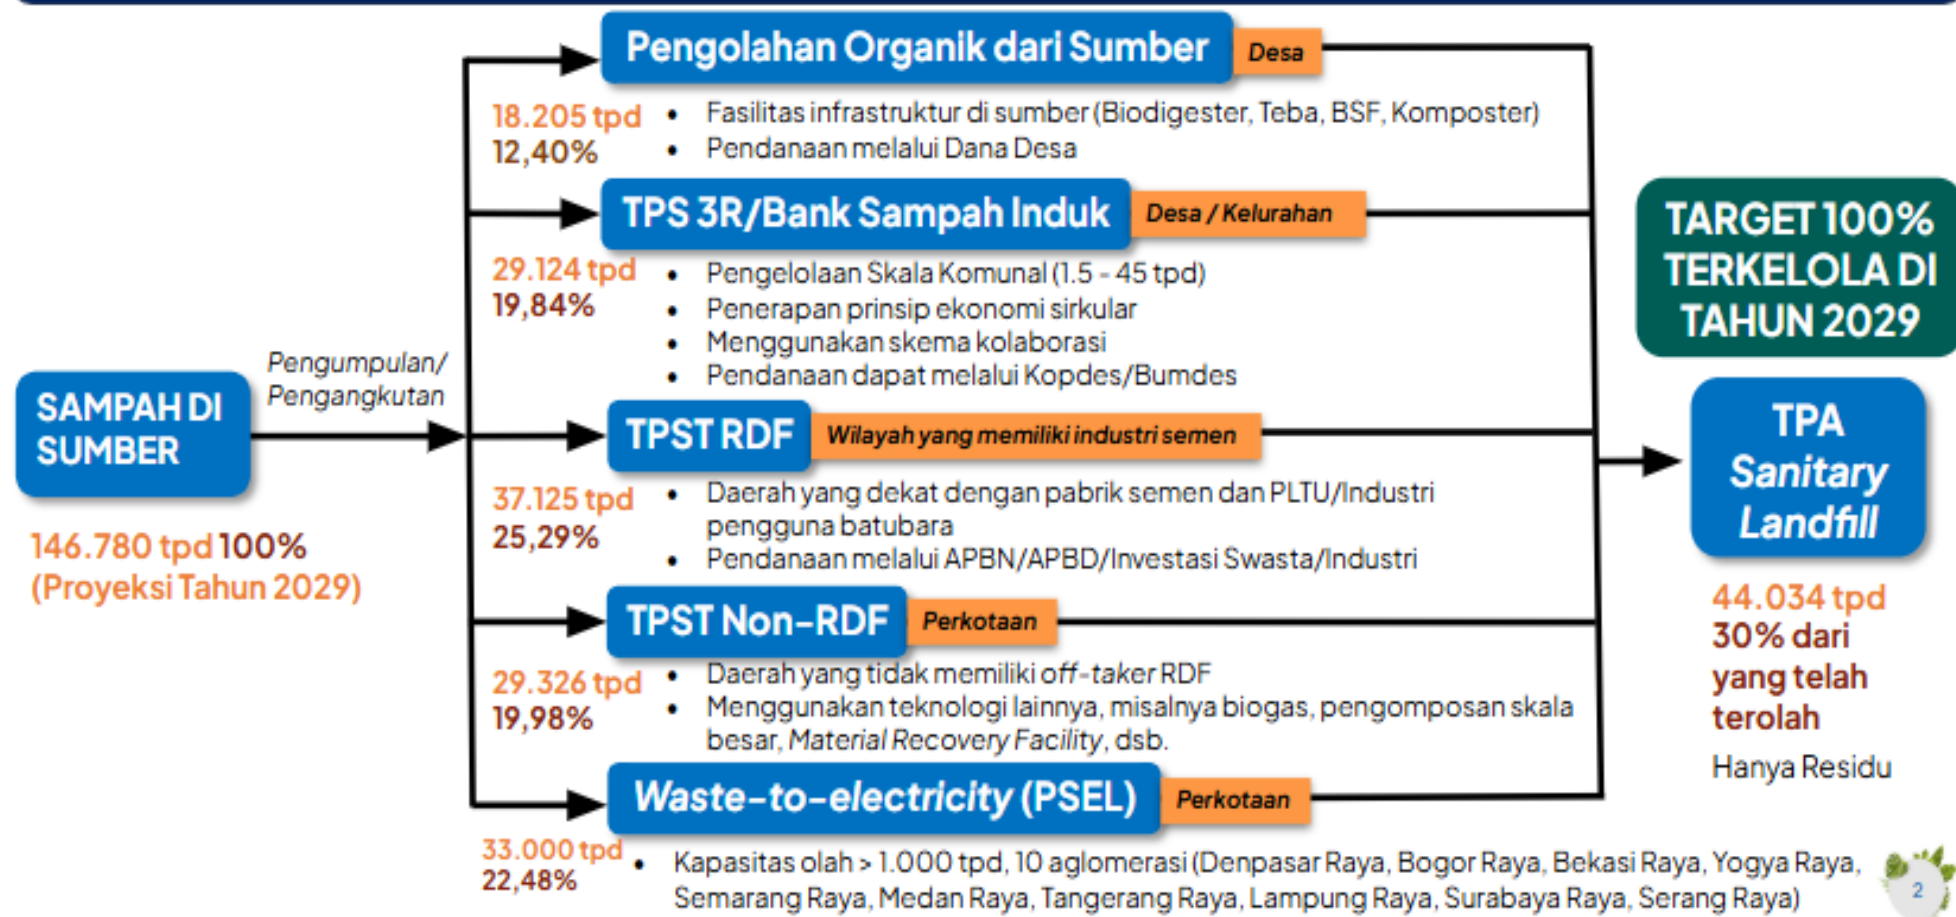 Pengolahan Organik dari Sumber
Desa
18.205 tpd
12,40%
• Fasilitas infrastruktur di sumber (Biodigester, Teba, BSF, Komposter)
• Pendanaan melalui Dana Desa
TPS 3R/Bank Sampah Induk
Desa / Kelurahan
29.124 tpd
19,84%
• Pengelolaan Skala Komunal (1.5 - 45 tpd)
• Penerapan prinsip ekonomi sirkular
• Menggunakan skema kolaborasi
• Pendanaan dapat melalui Kopdes/Bumdes
SAMPAH DI
SUMBER
Pengumpulan/
Pengangkutan
146.780 tpd 100%
(Proyeksi Tahun 2029)
TPST RDF
Wilayah yang memiliki industri semen
37.125 tpd
25,29%
• Daerah yang dekat dengan pabrik semen dan PLTU/Industri
pengguna batubara
• Pendanaan melalui APBN/APBD/Investasi Swasta/Industri
TPST Non-RDF
Perkotaan
29.326 tpd
19,98%
• Daerah yang tidak memiliki off-taker RDF
• Menggunakan teknologi lainnya, misalnya biogas, pengomposan skala
besar, Material Recovery Facility, dsb.
Waste-to-electricity (PSEL)
Perkotaan
33.000 tpd
22,48%
• Kapasitas olah > 1.000 tpd, 10 aglomerasi (Denpasar Raya, Bogor Raya, Bekasi Raya, Yogya Raya,
Semarang Raya, Medan Raya, Tangerang Raya, Lampung Raya, Surabaya Raya, Serang Raya)
TARGET 100%
TERKELOLA DI
TAHUN 2029
TPA
Sanitary
Landfill
44.034 tpd
30% dari
yang telah
terolah
Hanya Residu
2